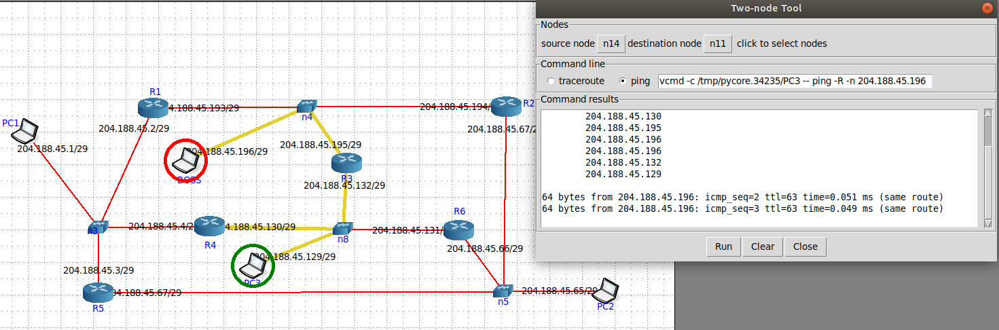 Two-node Tool
Nodes
source node n14 destination node n11 click to select nodes
Command line
traceroute ping vcmd -c /tmp/pycore.34235/PC3 -- ping -R -n 204.188.45.196
Command results
204.188.45.130
204.188.45.195
204.188.45.196
204.188.45.196
204.188.45.132
204.188.45.129
64 bytes from 204.188.45.196: icmp_seq=2 ttl=63 time=0.051 ms (same route)
64 bytes from 204.188.45.196: icmp_seq=3 ttl=63 time=0.049 ms (same route)
Run Clear Close
R1
4.188.45.193/29
n4
204.188.45.194/
R2
PC1
204.188.45.2/29
204.188.45.67/2
204.188.45.1/29
204.188.45.196/29
204.188.45.195/29
BOSS
R3
204.188.45.132/29
n3
204.188.45.4/2
R4
4.188.45.130/29
n8
204.188.45.131/
R6
204.188.45.66/29
204.188.45.129/29
PC3
204.188.45.3/29
R5
04.188.45.67/29
n5
204.188.45.65/29
PC2